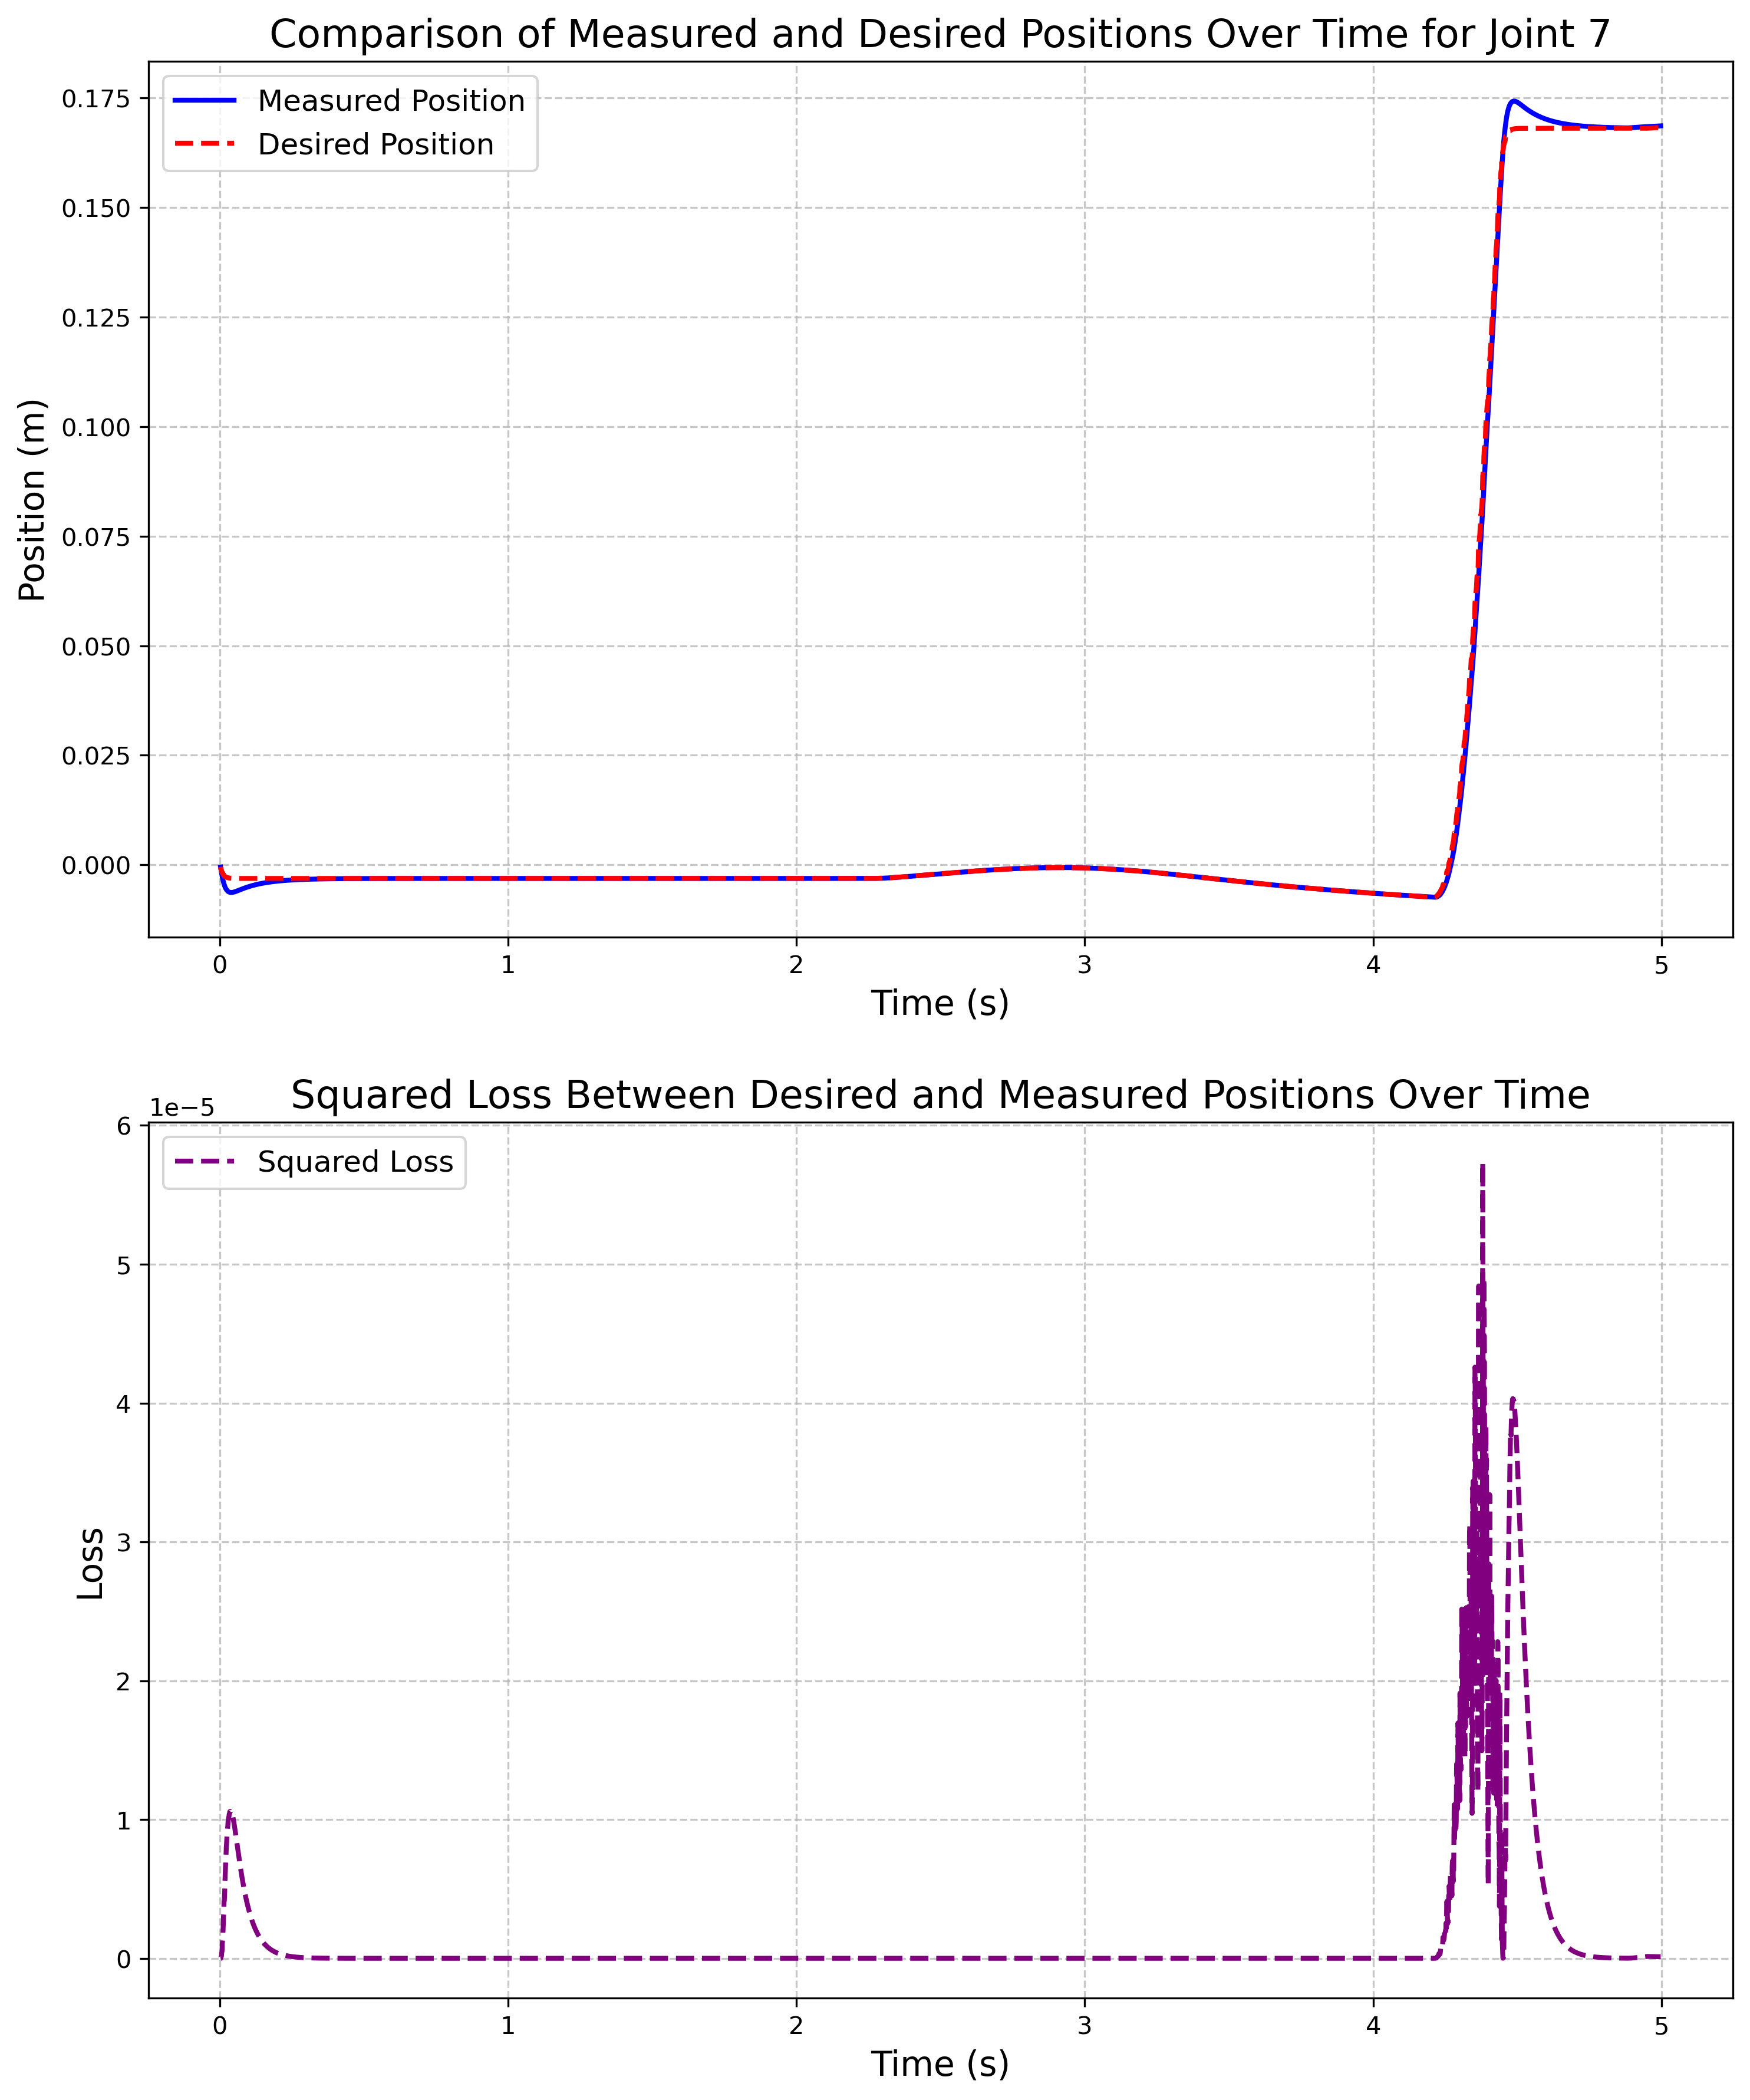 Comparison of Measured and Desired Positions Over Time for Joint 7
Measured Position
Desired Position
0.175
0.150
0.125
0.100
0.075
0.050
0.025
0.000
Position (m)
0 1 2 3 4 5
Time (s)
Squared Loss Between Desired and Measured Positions Over Time
1e−5
Squared Loss
6
5
4
3
2
1
0
Loss
0 1 2 3 4 5
Time (s)